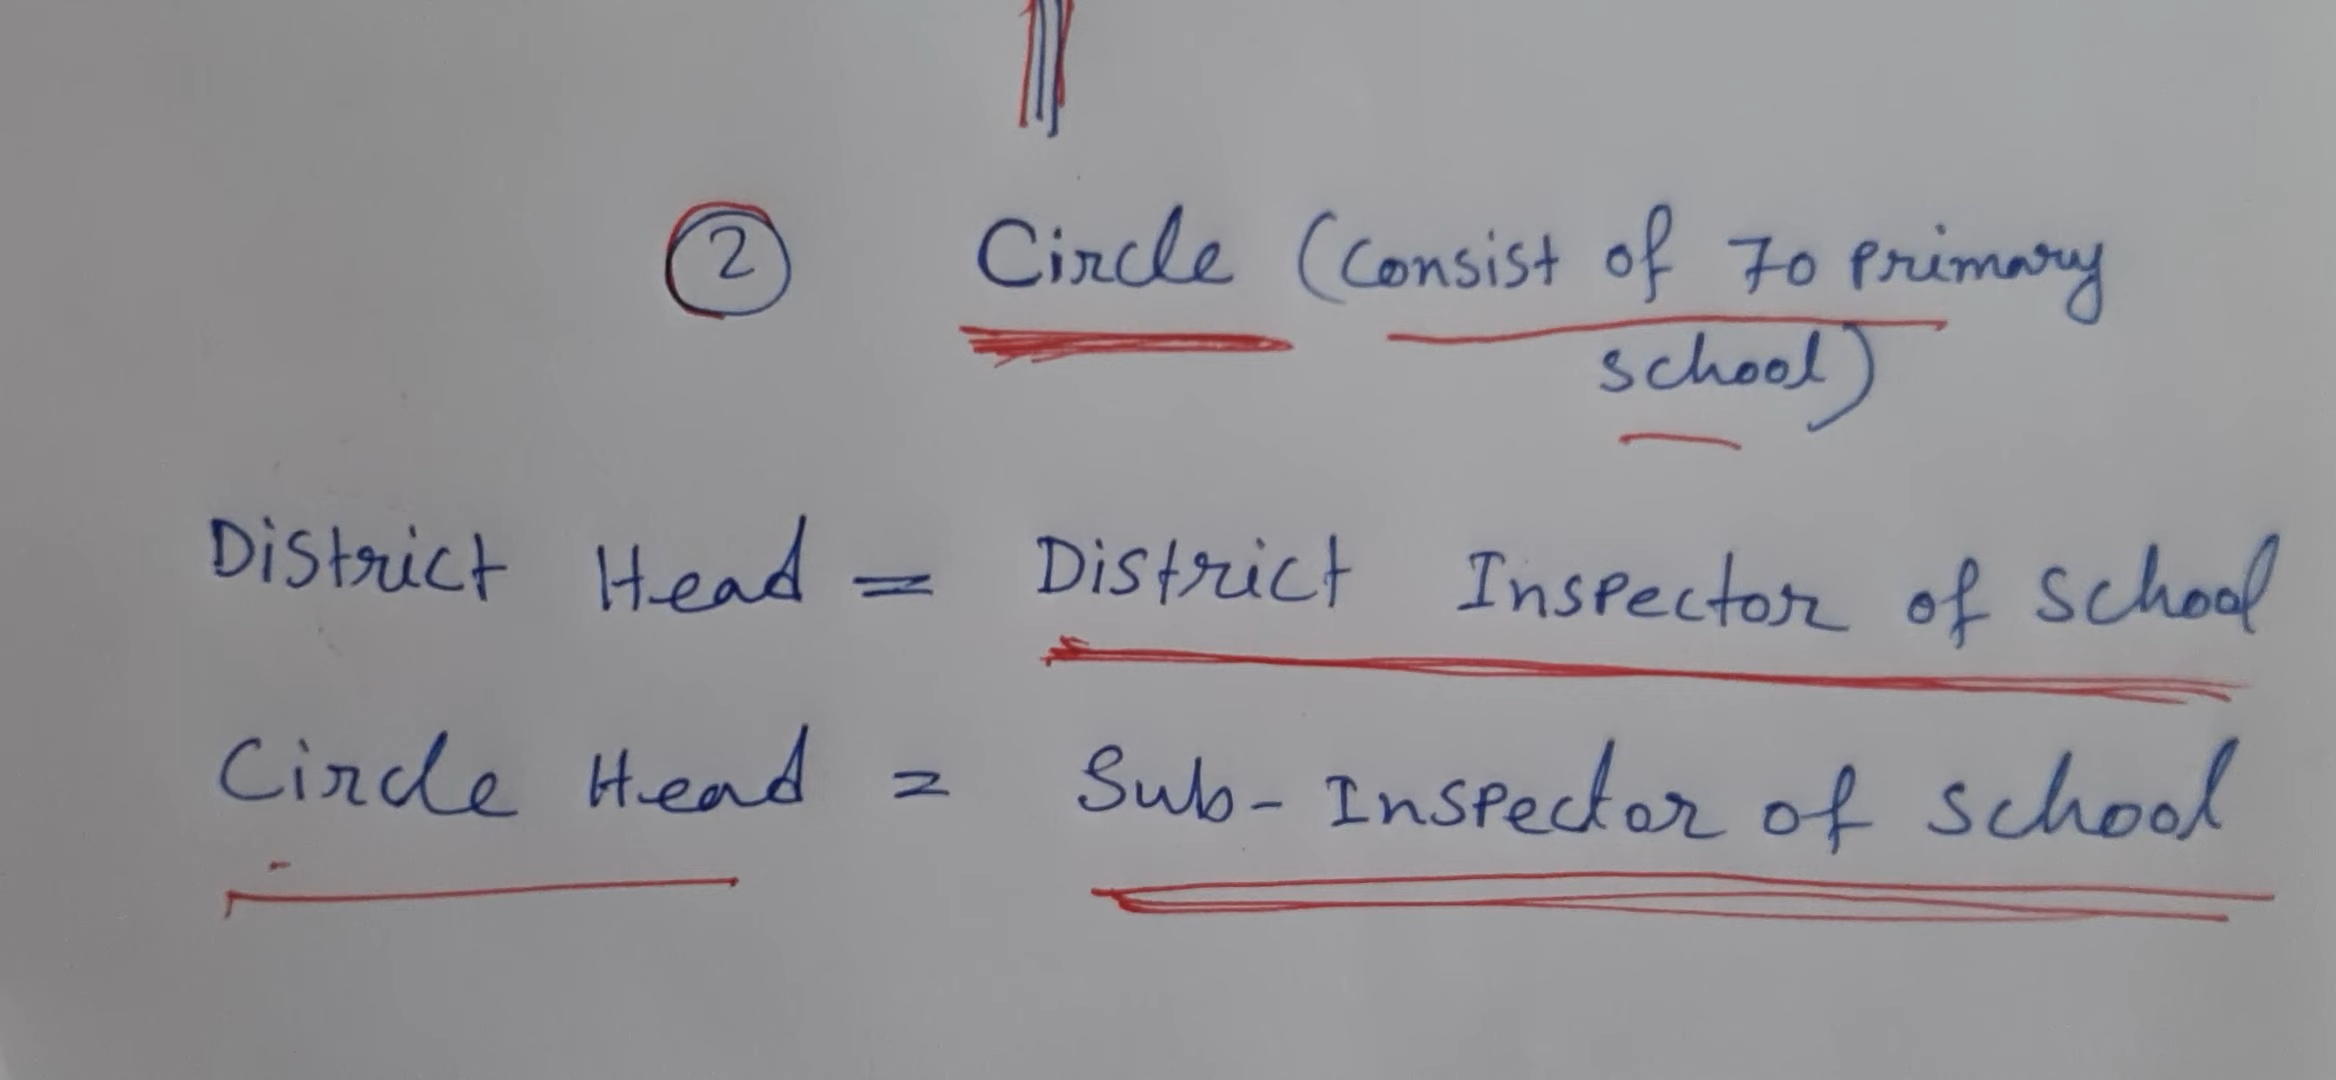 2 Circle (Consist of 70 Primary
school)
District Head = District Inspector of School
Circle Head = Sub-Inspector of School